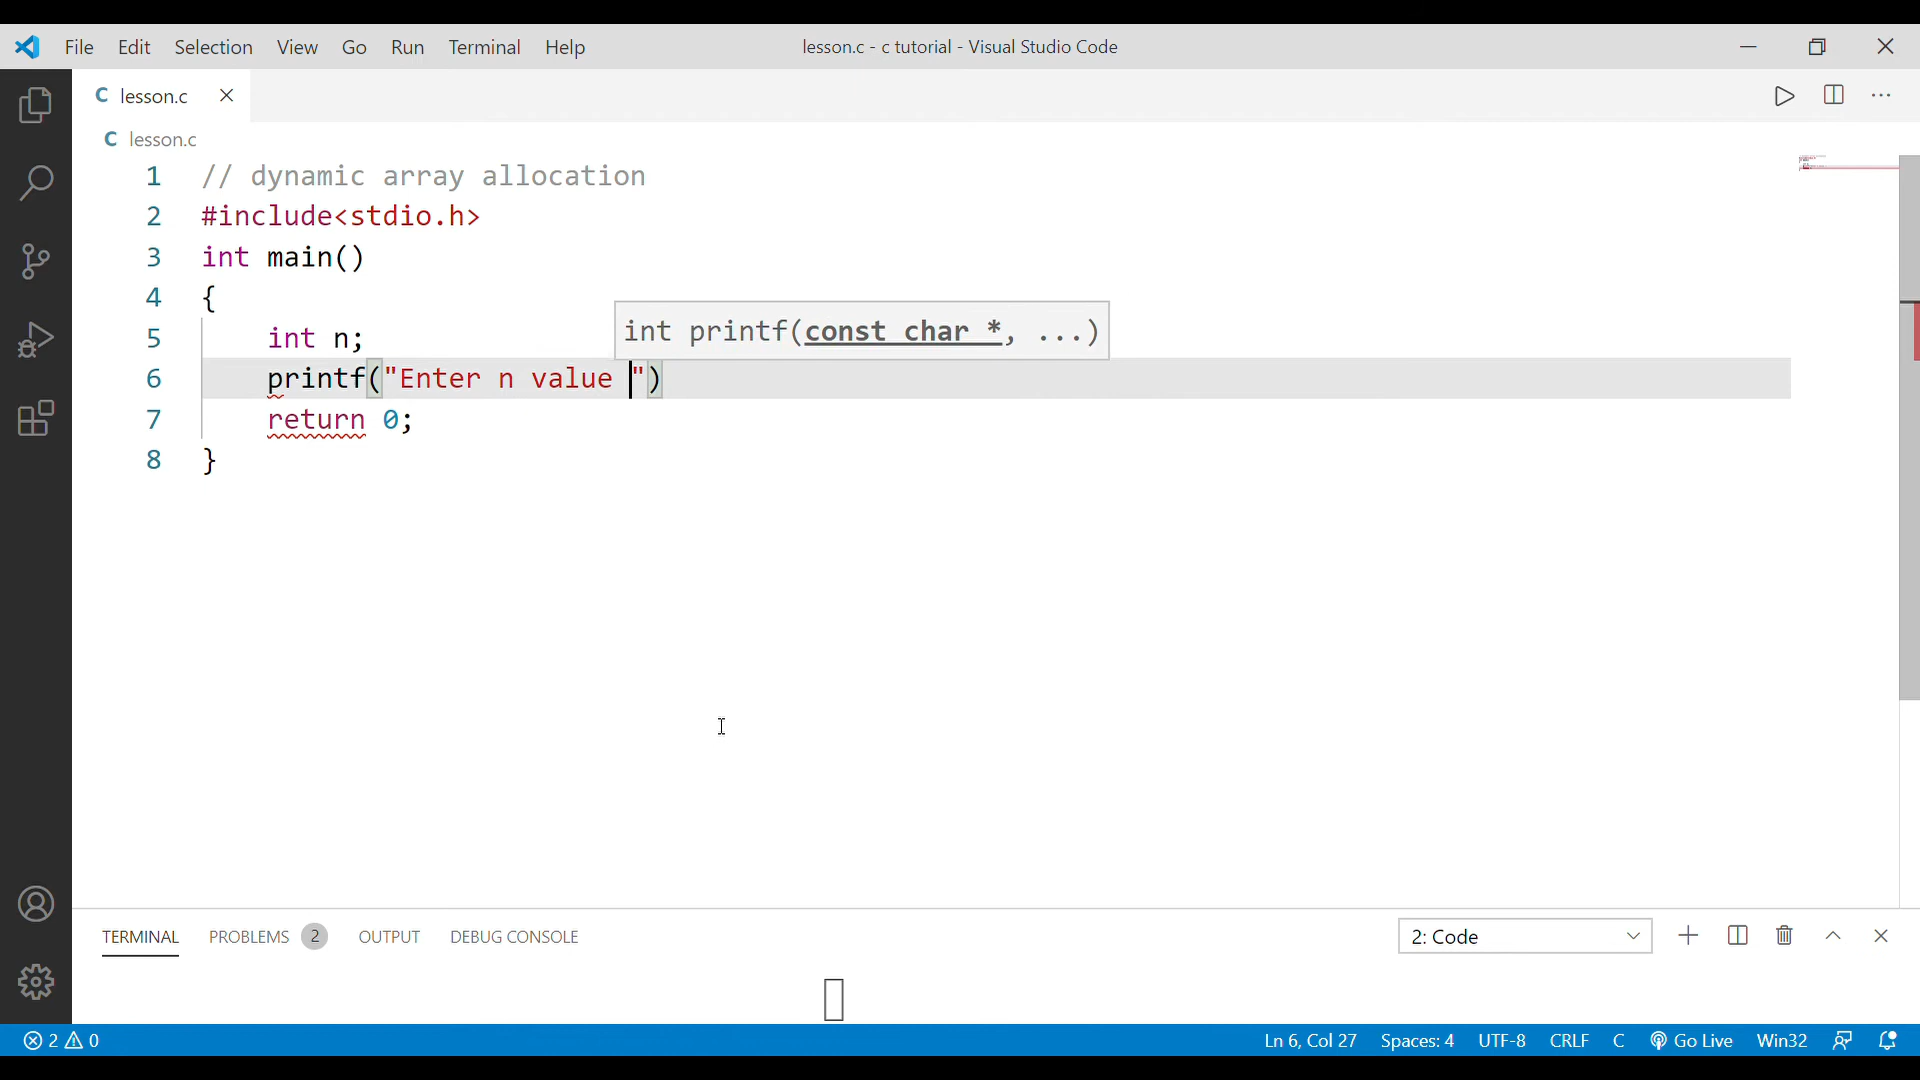 File Edit Selection View Go Run Terminal Help lesson.c - c tutorial - Visual Studio Code
C lesson.c
C lesson.c
1 // dynamic array allocation
2 #include<stdio.h>
3 int main()
4 {
int printf(const char *, ...)
5 int n;
6 printf("Enter n value ")
7 return 0;
8 }
TERMINAL PROBLEMS 2 OUTPUT DEBUG CONSOLE 2: Code
2 0 Ln 6, Col 27 Spaces: 4 UTF-8 CRLF C Go Live Win32